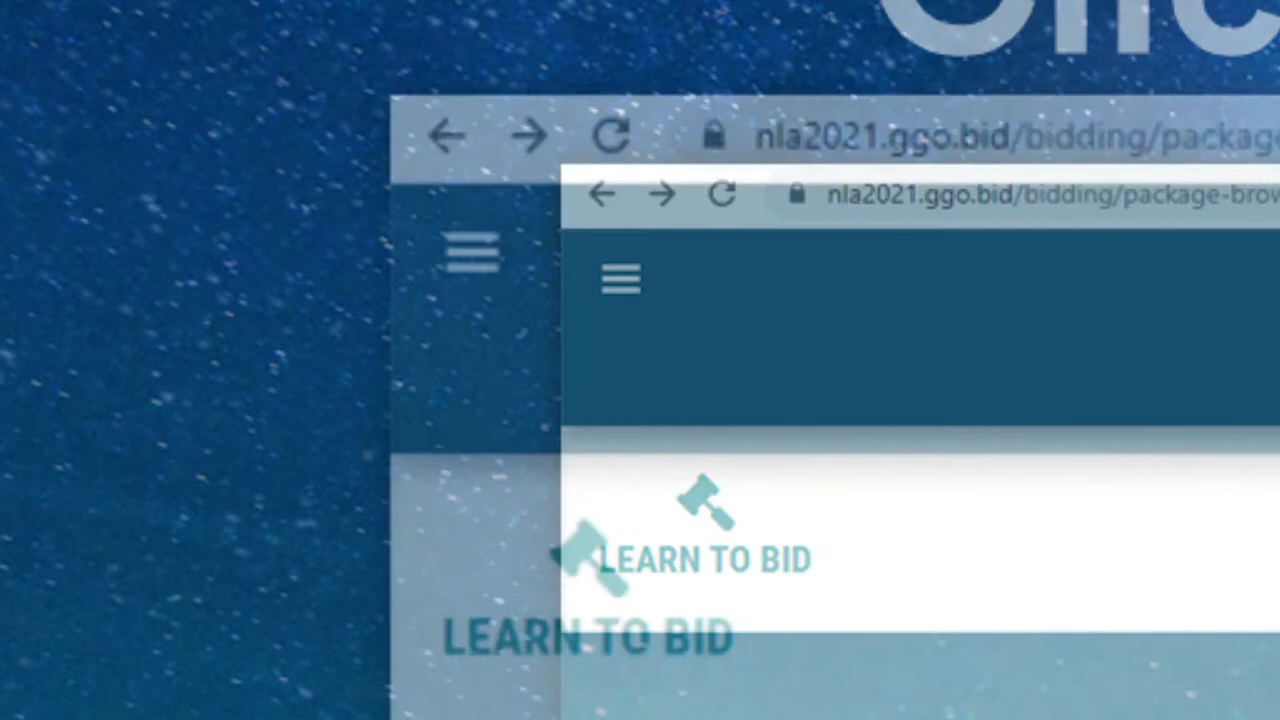 nla2021.ggo.bid/bidding/package
nla2021.ggo.bid/bidding/package-brow
LEARN TO BID
LEARN TO BID